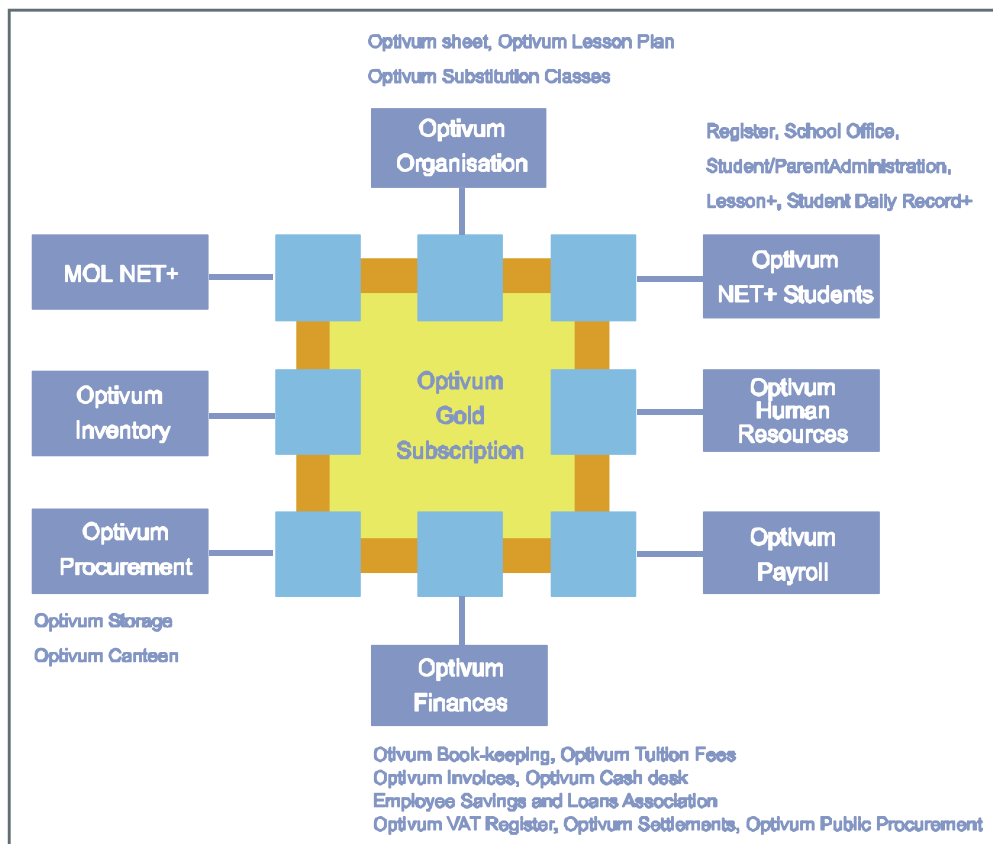 Optivum sheet, Optivum Lesson Plan
Optivum Substitution Classes
Optivum
Organisation
Register, School Office,
Student/ParentAdministration,
Lesson+, Student Daily Record+
MOL NET+
Optivum
NET+ Students
Optivum
Inventory
Optivum
Gold
Subscription
Optivum
Human
Resources
Optivum
Procurement
Optivum
Payroll
Optivum Storage
Optivum Canteen
Optivum
Finances
Otivum Book-keeping, Optivum Tuition Fees
Optivum Invoices, Optivum Cash desk
Employee Savings and Loans Association
Optivum VAT Register, Optivum Settlements, Optivum Public Procurement